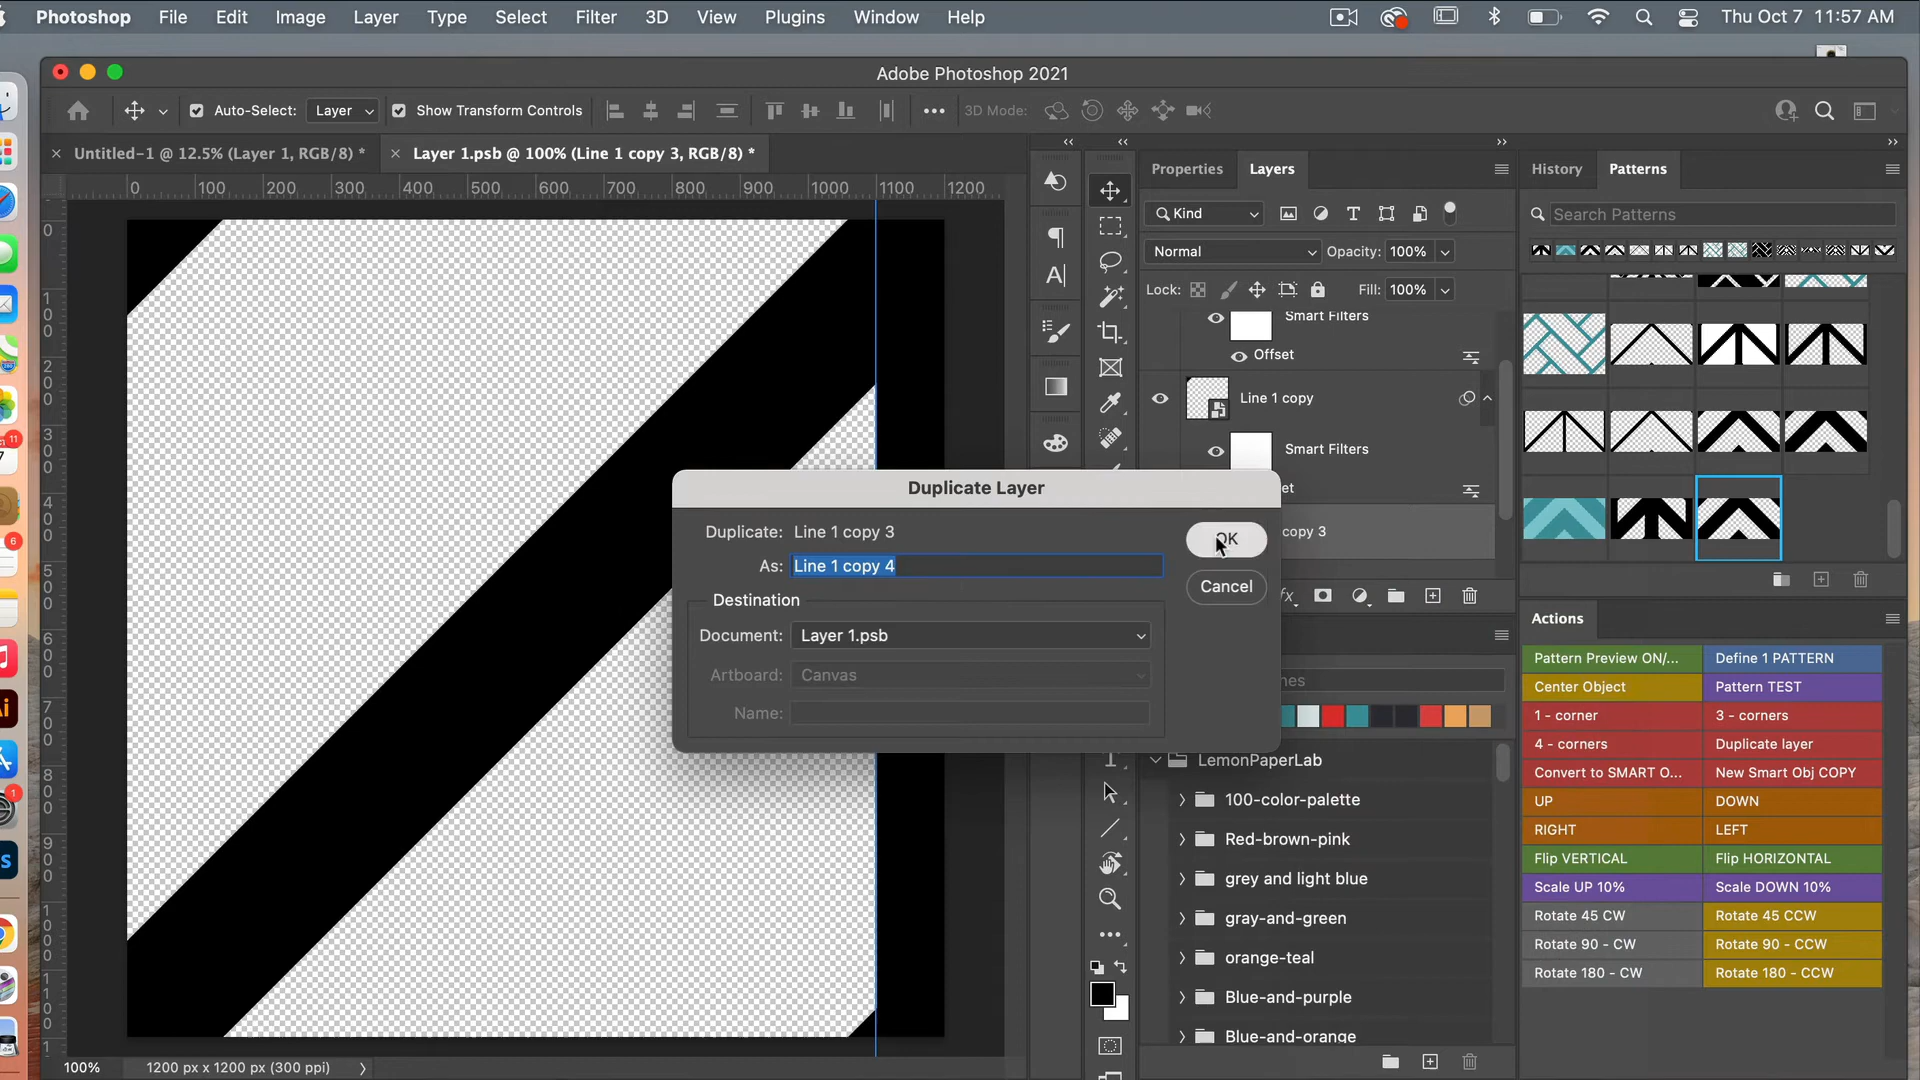 Photoshop File Edit Image Layer Type Select Filter 3D View Plugins Window Help Thu Oct 7 11:57 AM
Adobe Photoshop 2021
Auto-Select: Layer Show Transform Controls 3D Mode:
Untitled-1 @ 12.5% (Layer 1, RGB/8) * Layer 1.psb @ 100% (Line 1 copy 3, RGB/8) *
Properties Layers History Patterns
0 100 200 300 400 500 600 700 800 900 1000 1100 1200
Kind
Search Patterns
Normal Opacity: 100%
Lock: Fill: 100%
Smart Filters
Offset
Line 1 copy
Smart Filters
Duplicate Layer
Duplicate: Line 1 copy 3
OK
copy 3
As: Line 1 copy 4
Cancel
Destination
Document: Layer 1.psb
Artboard: Canvas
Name:
Actions
Pattern Preview ON/... Define 1 PATTERN
Center Object Pattern TEST
1 - corner 3 - corners
4 - corners Duplicate layer
Convert to SMART O... New Smart Obj COPY
UP DOWN
RIGHT LEFT
Flip VERTICAL Flip HORIZONTAL
Scale UP 10% Scale DOWN 10%
Rotate 45 CW Rotate 45 CCW
Rotate 90 - CW Rotate 90 - CCW
Rotate 180 - CW Rotate 180 - CCW
LemonPaperLab
100-color-palette
Red-brown-pink
grey and light blue
gray-and-green
orange-teal
Blue-and-purple
Blue-and-orange
100% 1200 px x 1200 px (300 ppi)